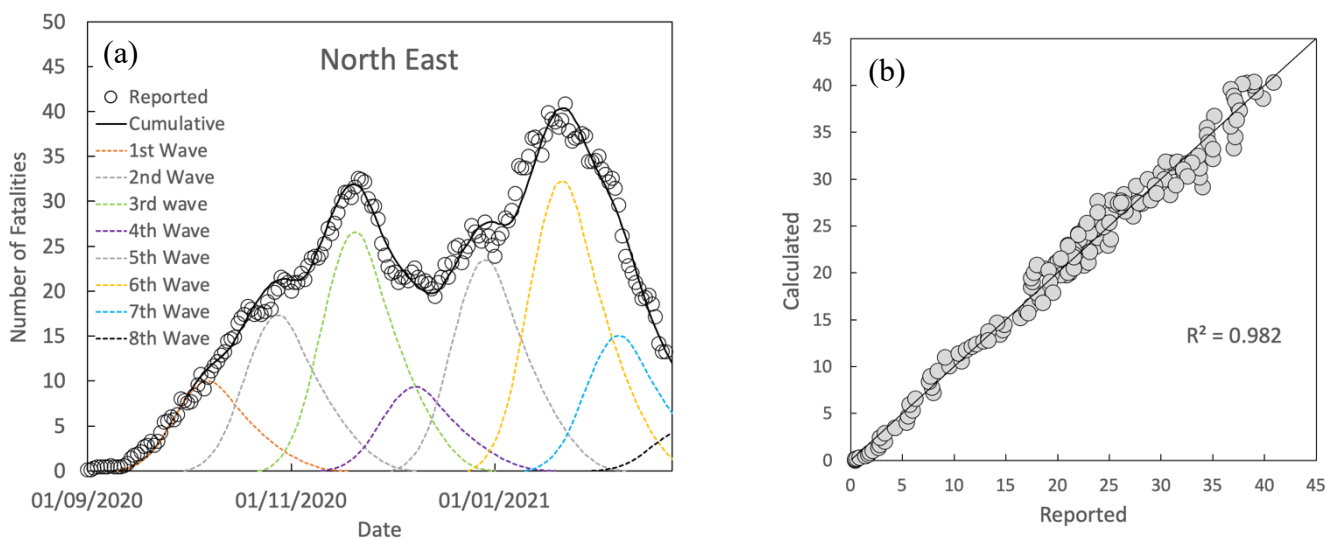 (a)
North East
50
45
40
35
30
25
20
15
10
5
0
Number of Fatalities
Reported
Cumulative
1st Wave
2nd Wave
3rd wave
4th Wave
5th Wave
6th Wave
7th Wave
8th Wave
01/09/2020
01/11/2020
01/01/2021
Date
(b)
45
40
35
30
25
20
15
10
5
0
Calculated
R² = 0.982
0
5
10
15
20
25
30
35
40
45
Reported